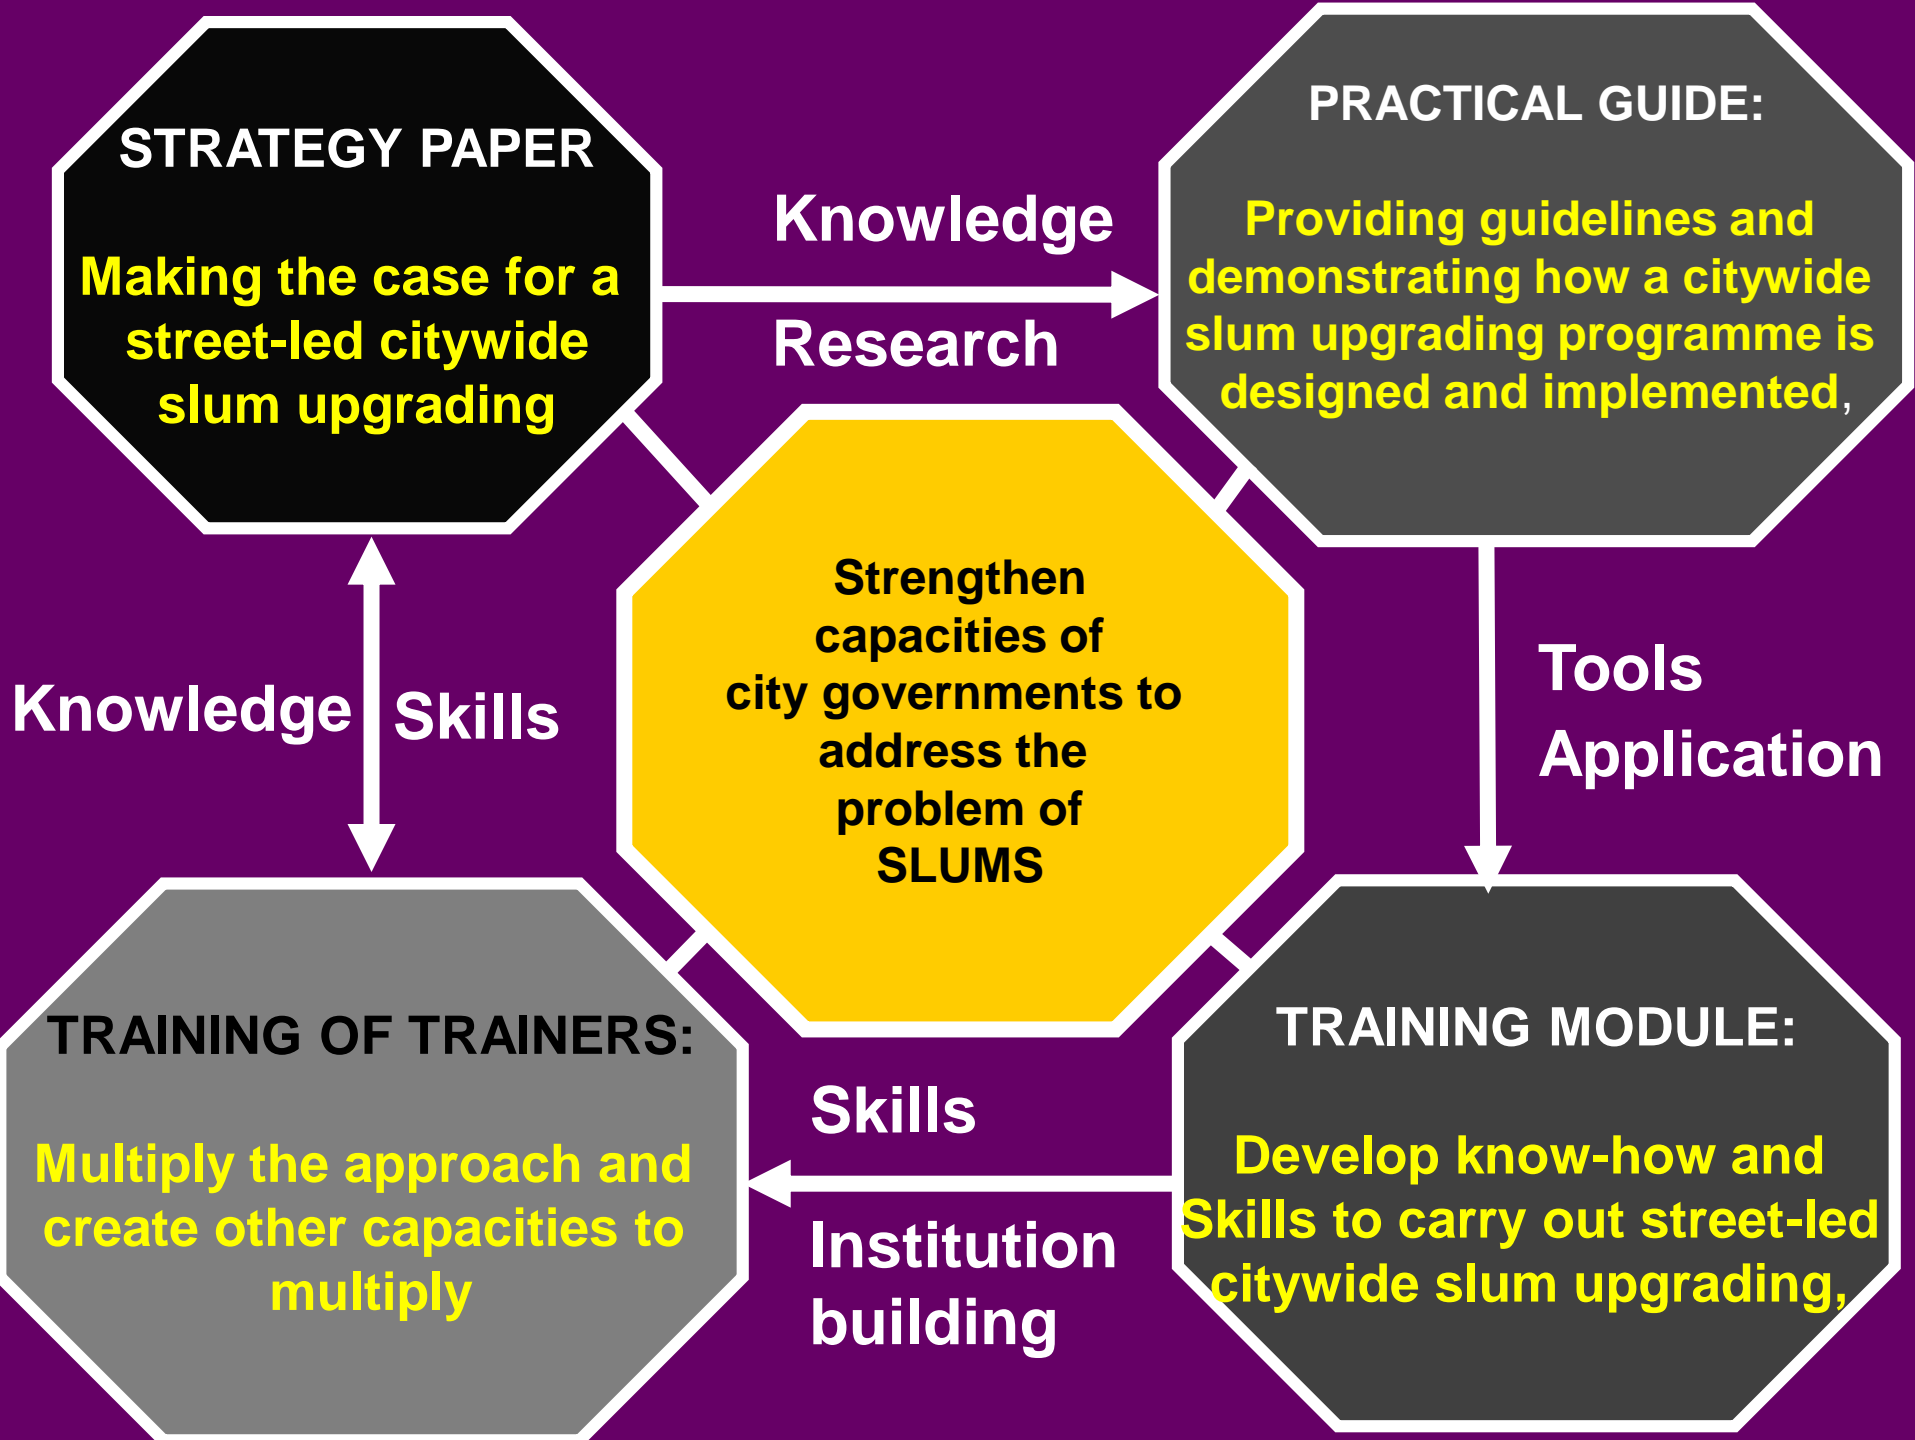 STRATEGY PAPER
Making the case for a
street-led citywide
slum upgrading
Knowledge
Research
PRACTICAL GUIDE:
Providing guidelines and
demonstrating how a citywide
slum upgrading programme is
designed and implemented,
Knowledge
Skills
Strengthen
capacities of
city governments to
address the
problem of
SLUMS
Tools
Application
TRAINING OF TRAINERS:
Multiply the approach and
create other capacities to
multiply
Skills
Institution
building
TRAINING MODULE:
Develop know-how and
Skills to carry out street-led
citywide slum upgrading,